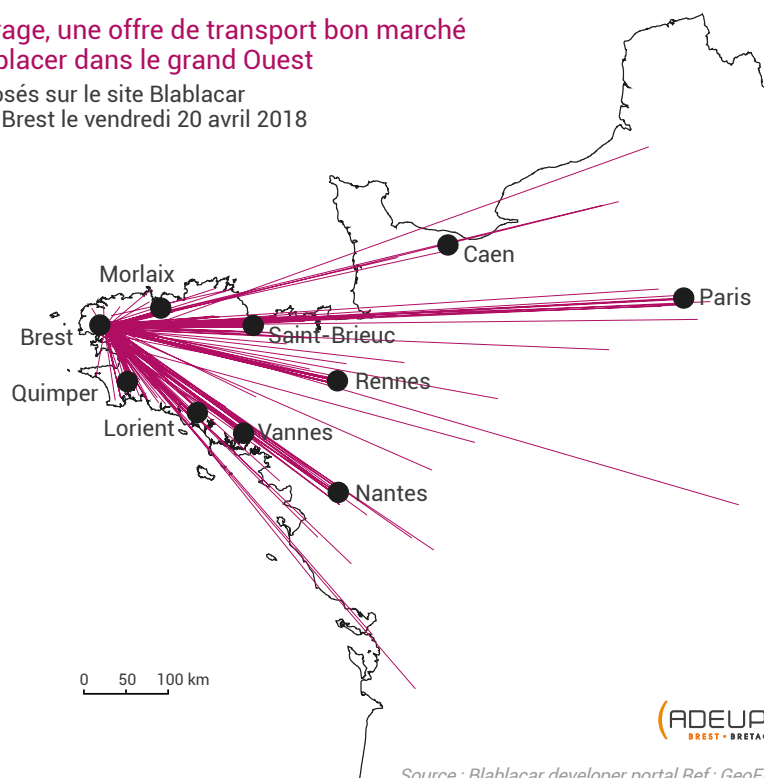 rage, une offre de transport bon marché
placer dans le grand Ouest
osés sur le site Blablacar
Brest le vendredi 20 avril 2018
Caen
Morlaix
Paris
Brest
Saint-Brieuc
Rennes
Quimper
Lorient
Vannes
Nantes
0 50 100 km
ADEUP
BREST • BRETAG
Source : Blablacar developer portal Ref : GeoF